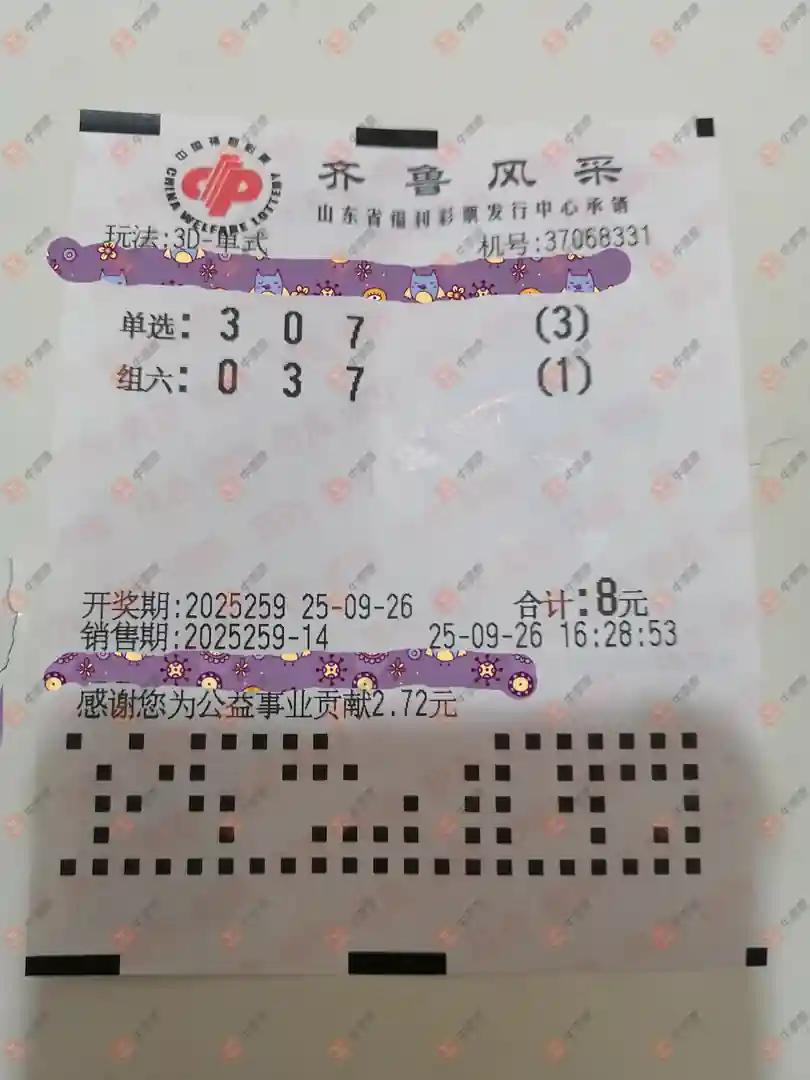 中国福利彩票
CHINA WELFARE LOTTERY
齐鲁风采
山东省福利彩票发行中心承销
玩法:3D-单式 机号:37068331
单选: 3 0 7 (3)
组六: 0 3 7 (1)
开奖期:2025259 25-09-26 合计:8元
销售期:2025259-14 25-09-26 16:28:53
感谢您为公益事业贡献2.72元